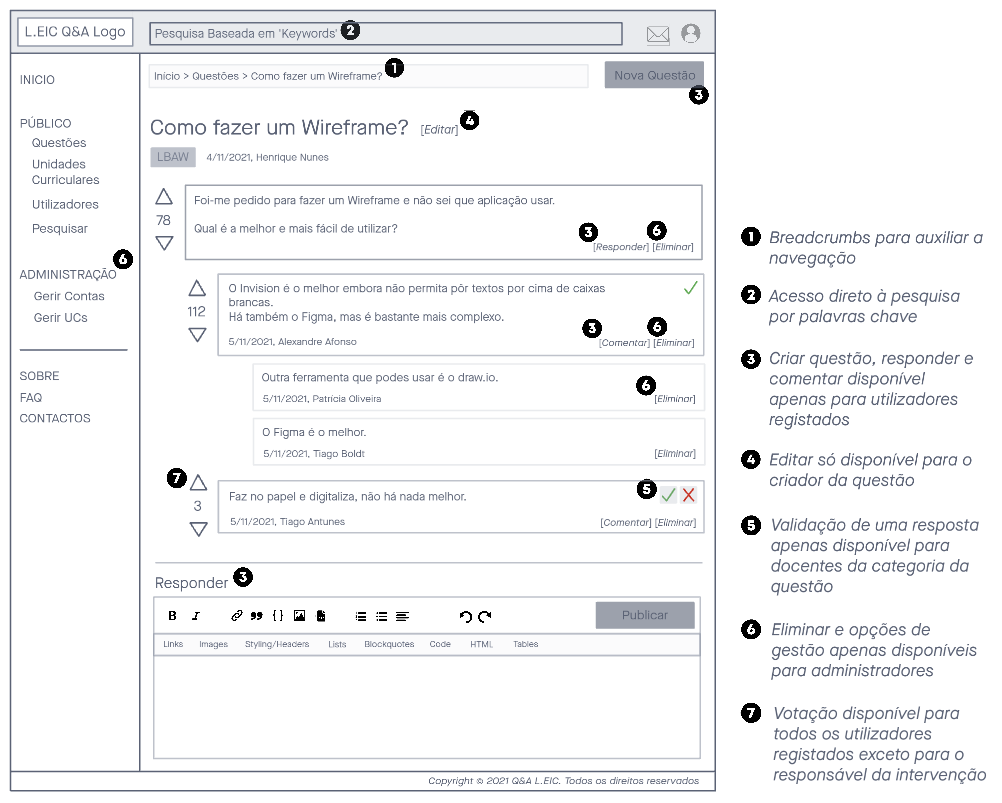 L.EIC Q&A Logo
Pesquisa Baseada em 'Keywords' 2
INICIO
PÚBLICO
Questões
Unidades
Curriculares
Utilizadores
Pesquisar
6
ADMINISTRAÇÃO
Gerir Contas
Gerir UCs
SOBRE
FAQ
CONTACTOS
Início > Questões > Como fazer um Wireframe? 1
Nova Questão
3
Como fazer um Wireframe? [Editar] 4
LBAW 4/11/2021, Henrique Nunes
78
Foi-me pedido para fazer um Wireframe e não sei que aplicação usar.
Qual é a melhor e mais fácil de utilizar?
3 6
[Responder] [Eliminar]
112
O Invision é o melhor embora não permita pôr textos por cima de caixas
brancas.
Há também o Figma, mas é bastante mais complexo.
3 6
5/11/2021, Alexandre Afonso [Comentar] [Eliminar]
Outra ferramenta que podes usar é o draw.io.
6
5/11/2021, Patrícia Oliveira [Eliminar]
O Figma é o melhor.
5/11/2021, Tiago Boldt [Eliminar]
7
3
Faz no papel e digitaliza, não há nada melhor. 5
5/11/2021, Tiago Antunes [Comentar] [Eliminar]
Responder 3
B I Publicar
Links Images Styling/Headers Lists Blockquotes Code HTML Tables
Copyright © 2021 Q&A L.EIC. Todos os direitos reservados
1 Breadcrumbs para auxiliar a
navegação
2 Acesso direto à pesquisa
por palavras chave
3 Criar questão, responder e
comentar disponível
apenas para utilizadores
registados
4 Editar só disponível para o
criador da questão
5 Validação de uma resposta
apenas disponível para
docentes da categoria da
questão
6 Eliminar e opções de
gestão apenas disponíveis
para administradores
7 Votação disponível para
todos os utilizadores
registados exceto para o
responsável da intervenção